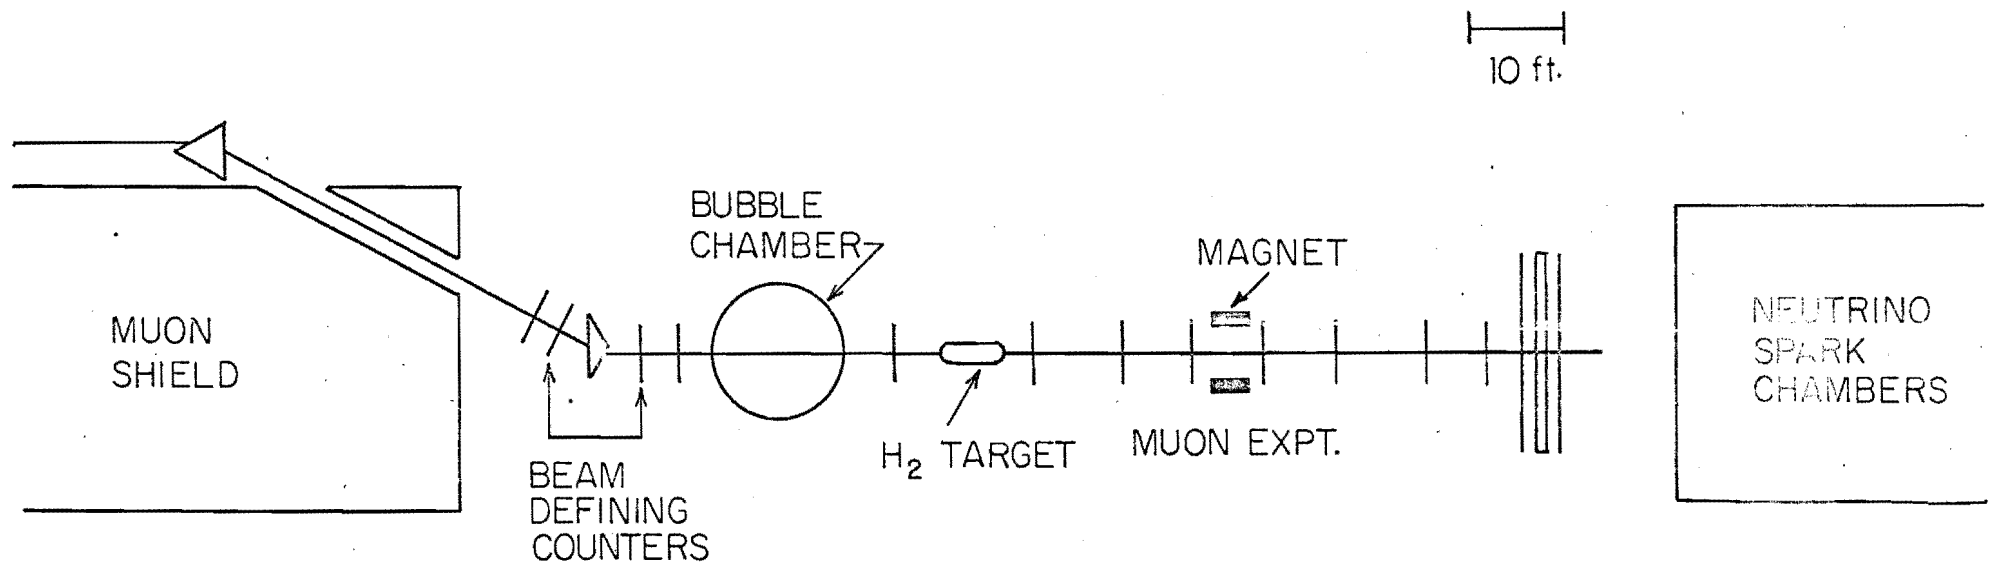 10 ft.
BUBBLE
CHAMBER
MAGNET
MUON
SHIELD
NEUTRINO
SPARK
CHAMBERS
H₂ TARGET
MUON EXPT.
BEAM
DEFINING
COUNTERS